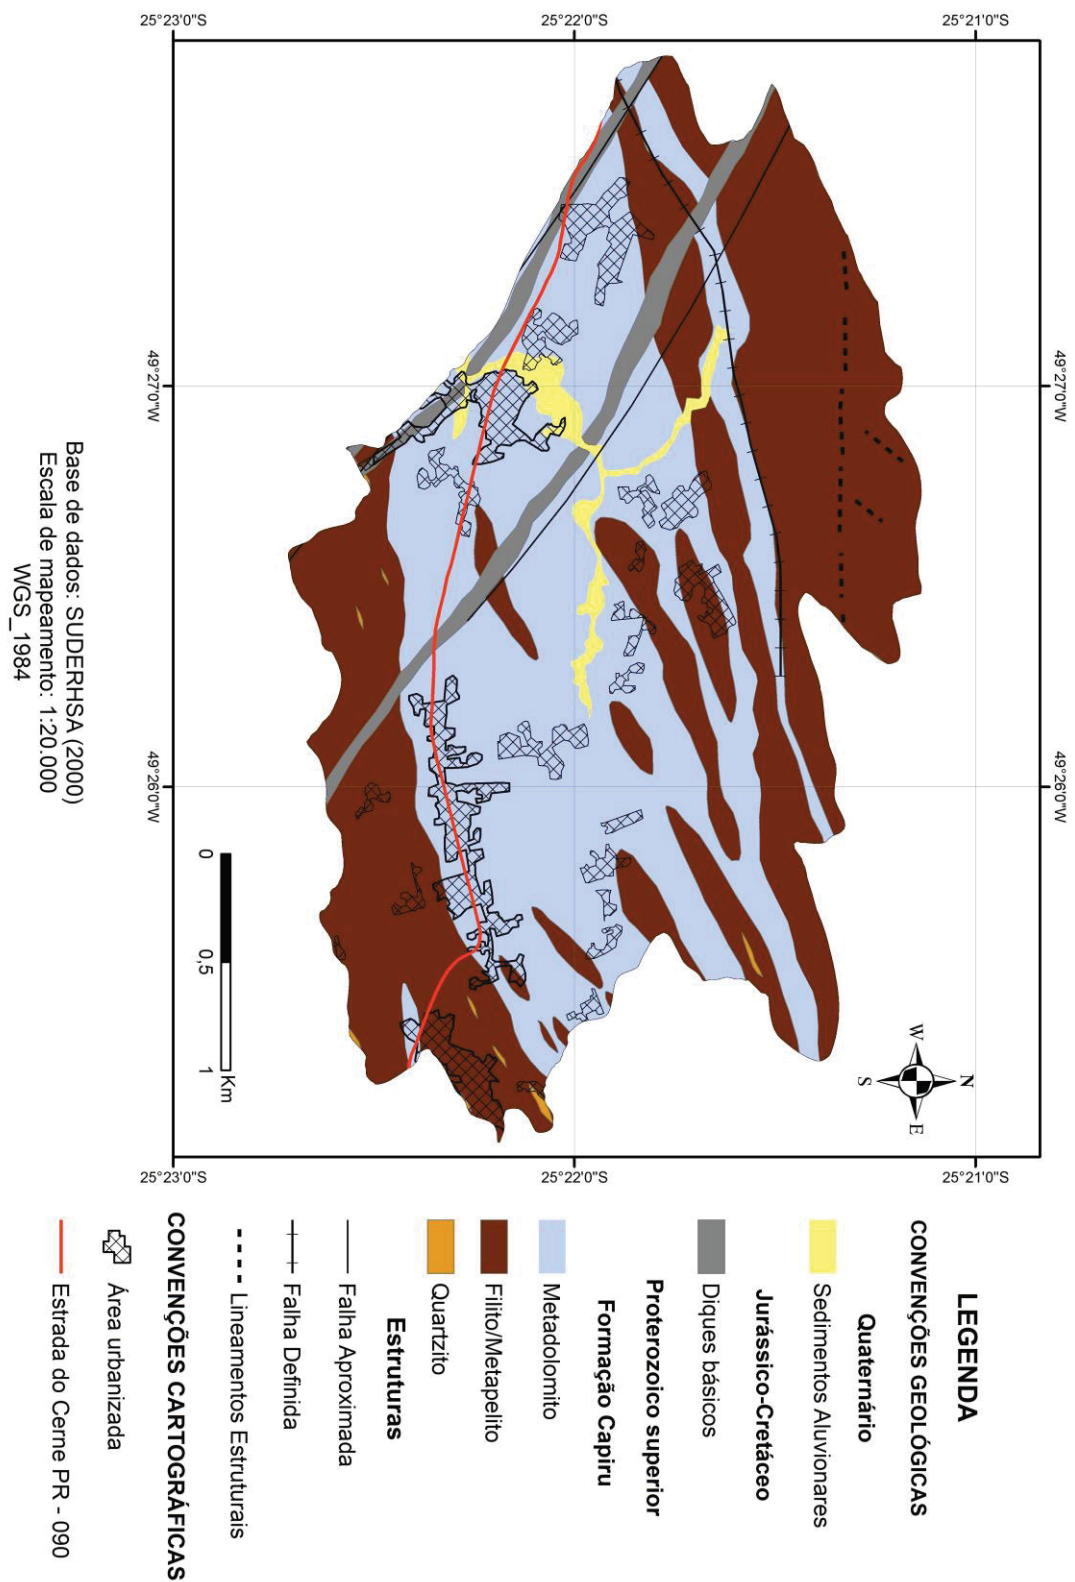 25°23'0"S
25°22'0"S
25°21'0"S
49°27'0"W
49°27'0"W
49°26'0"W
49°26'0"W
25°23'0"S
25°22'0"S
25°21'0"S
N
S
W
E
0
0,5
1
Km
Base de dados: SUDERHSA (2000)
Escala de mapeamento: 1:20.000
WGS_1984
LEGENDA
CONVENÇÕES GEOLÓGICAS
Quaternário
Sedimentos Aluvionares
Jurássico-Cretáceo
Diques básicos
Proterozoico superior
Formação Capiru
Metadolomito
Filito/Metapelito
Quartzito
Estruturas
Falha Aproximada
Falha Definida
Lineamentos Estruturais
CONVENÇÕES CARTOGRÁFICAS
Área urbanizada
Estrada do Cerne PR - 090